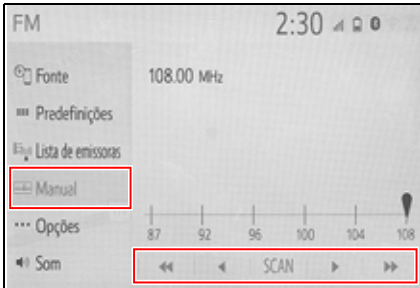 FM 2:30
Fonte 108.00 MHz
Predefinições
Lista de emissoras
Manual
Opções
87 92 96 100 104 108
Som SCAN